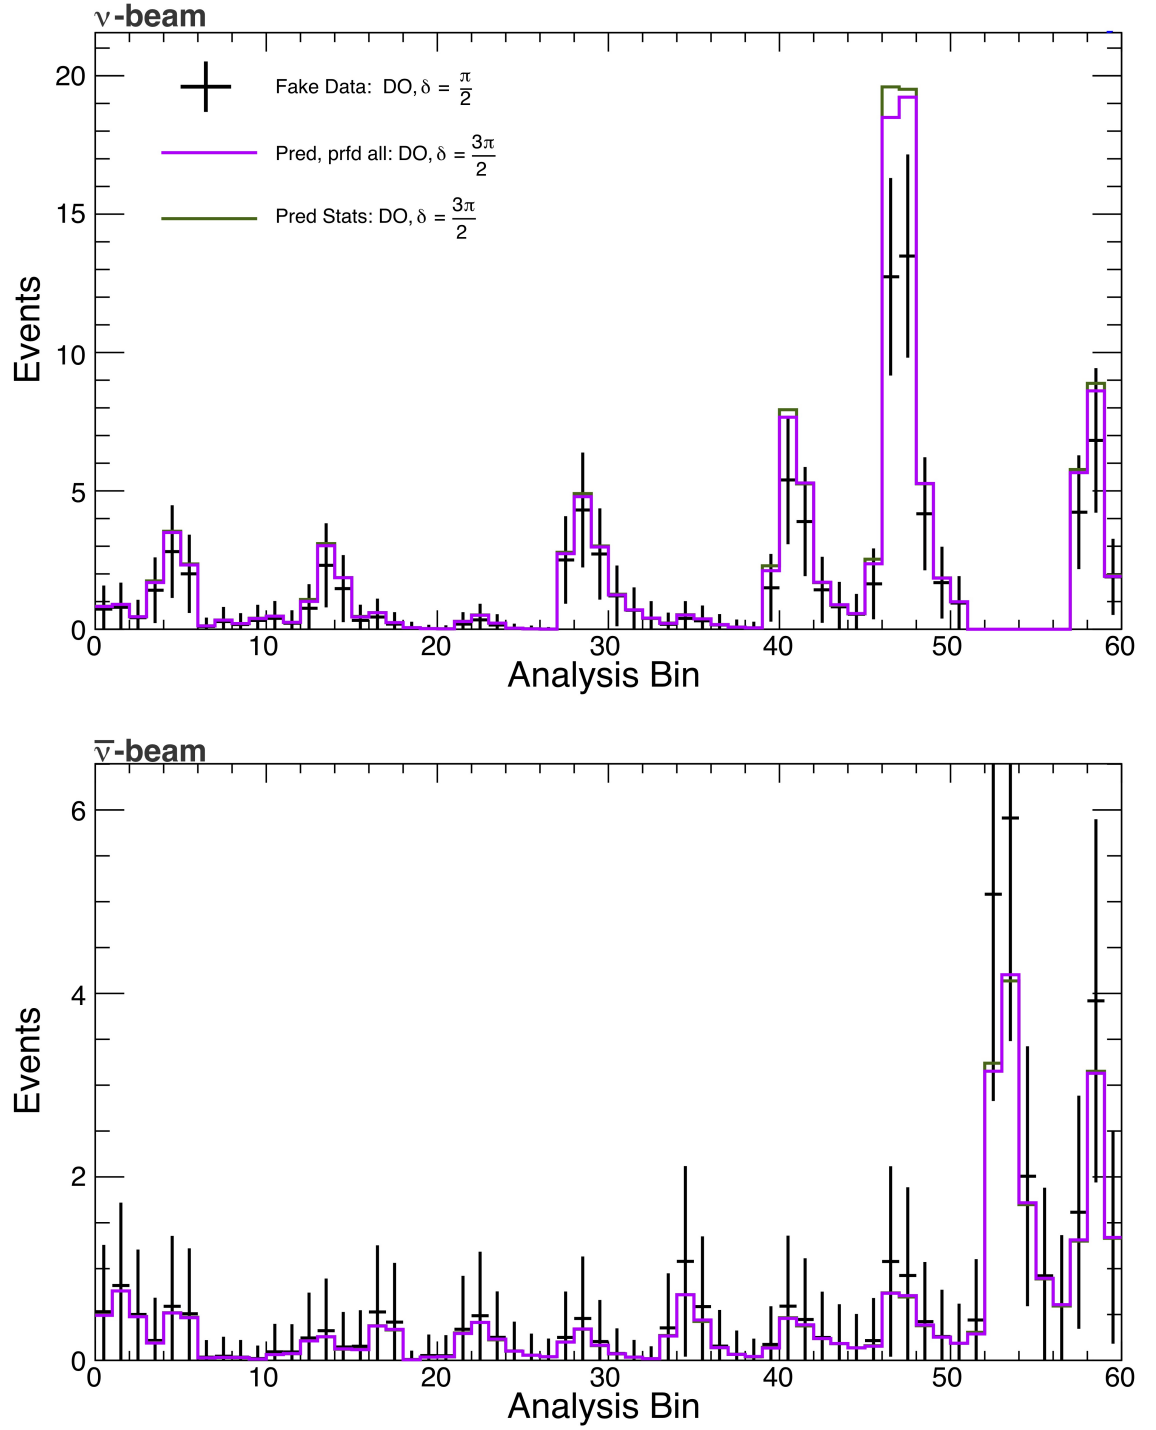 ν-beam
20
15
10
5
0
Events
Fake Data: DO, δ = π/2
Pred, prfd all: DO, δ = 3π/2
Pred Stats: DO, δ = 3π/2
0 10 20 30 40 50 60
Analysis Bin
ν̅-beam
6
4
2
0
Events
0 10 20 30 40 50 60
Analysis Bin